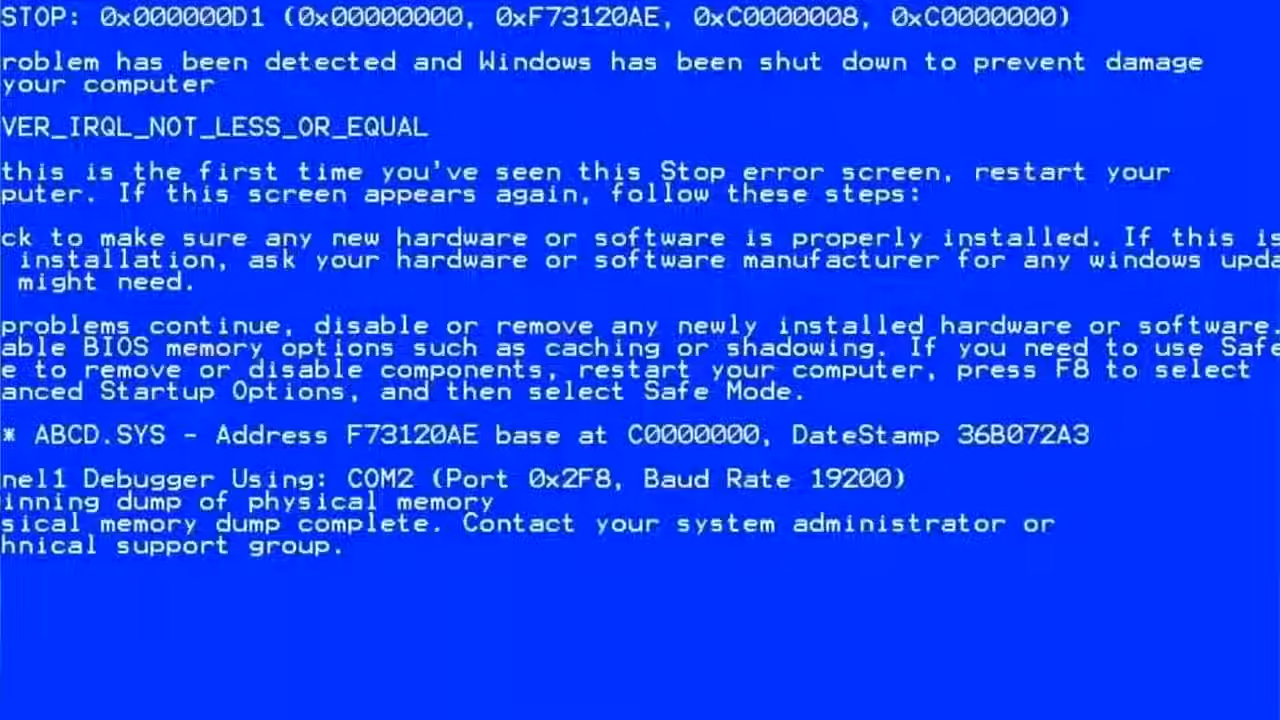 STOP: 0x000000D1 (0x00000000, 0xF73120AE, 0xC0000008, 0xC0000000)
roblem has been detected and Windows has been shut down to prevent damage
your computer
VER_IRQL_NOT_LESS_OR_EQUAL
this is the first time you've seen this Stop error screen, restart your
puter. If this screen appears again, follow these steps:
ck to make sure any new hardware or software is properly installed. If this is
installation, ask your hardware or software manufacturer for any windows upda
might need.
problems continue, disable or remove any newly installed hardware or software.
able BIOS memory options such as caching or shadowing. If you need to use Safe
e to remove or disable components, restart your computer, press F8 to select
anced Startup Options, and then select Safe Mode.
* ABCD.SYS - Address F73120AE base at C0000000, DateStamp 36B072A3
nel1 Debugger Using: COM2 (Port 0x2F8, Baud Rate 19200)
inning dump of physical memory
sical memory dump complete. Contact your system administrator or
hnical support group.